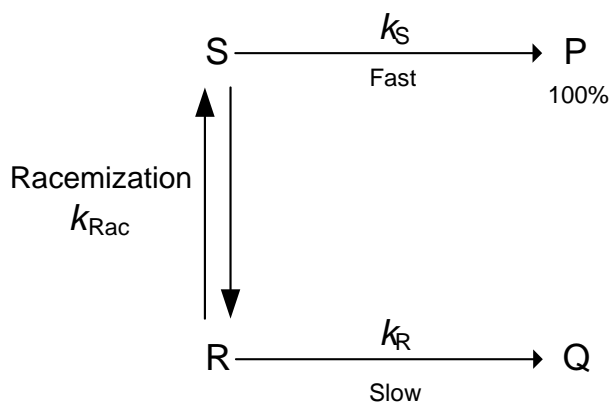 S
k_S
Fast
P
100%
Racemization
k_Rac
R
k_R
Slow
Q